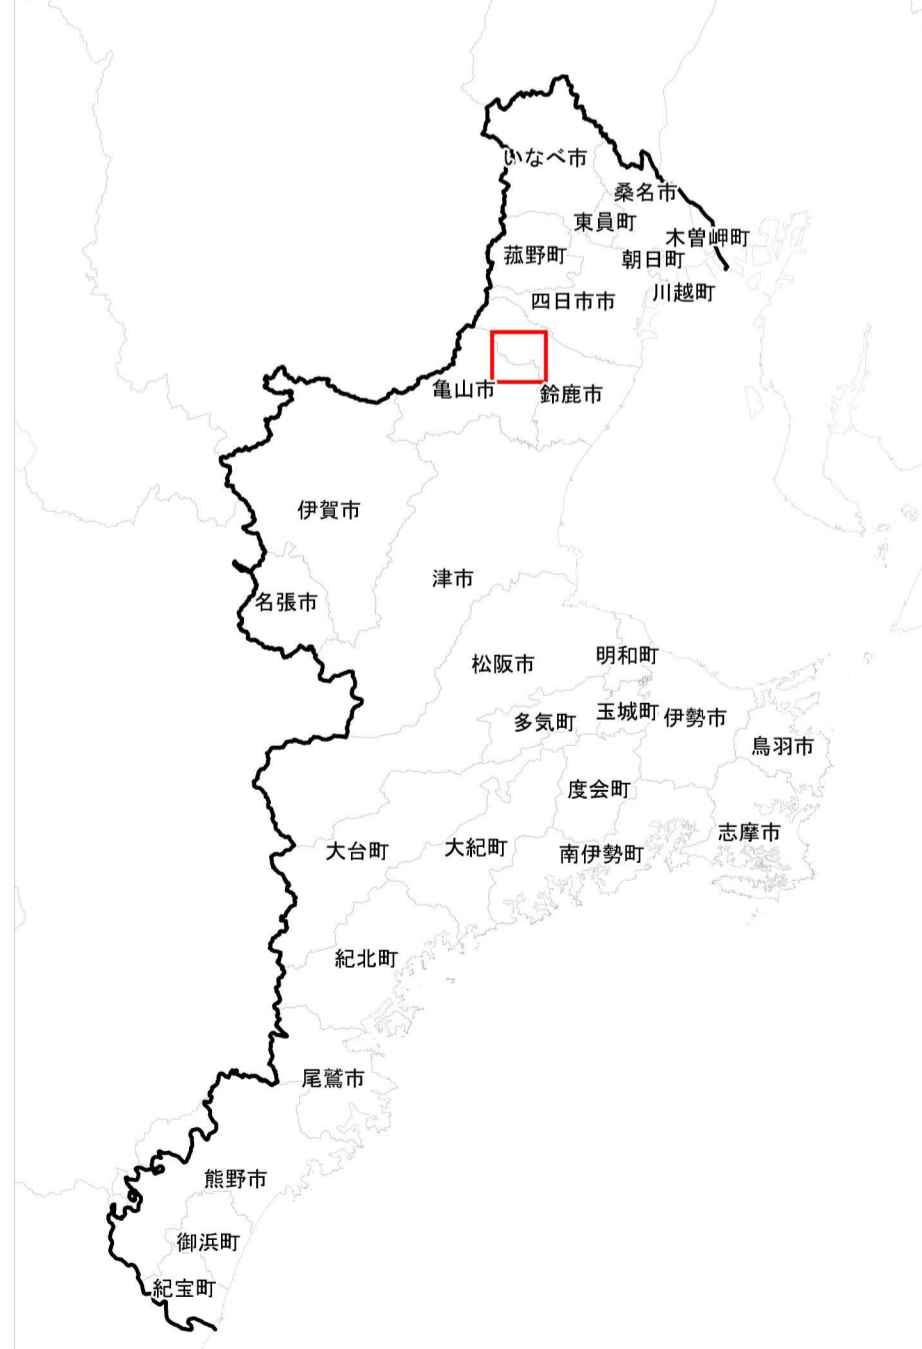 いなべ市
桑名市
東員町
木曽岬町
菰野町
朝日町
川越町
四日市市
亀山市
鈴鹿市
伊賀市
津市
名張市
松阪市
明和町
多気町
玉城町
伊勢市
鳥羽市
度会町
志摩市
大台町
大紀町
南伊勢町
紀北町
尾鷲市
熊野市
御浜町
紀宝町